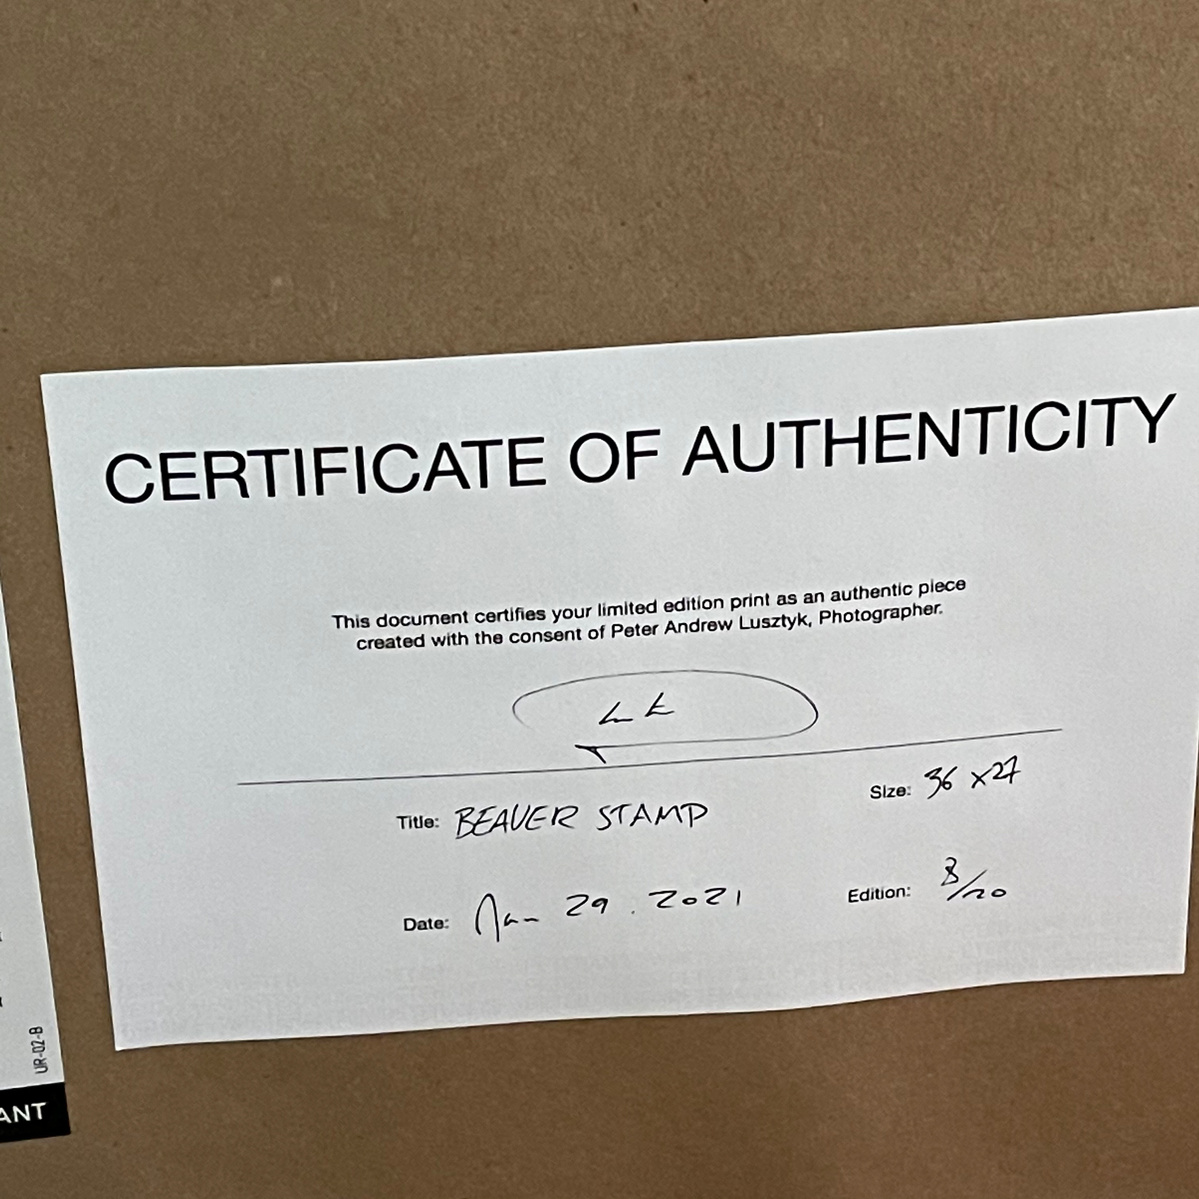 CERTIFICATE OF AUTHENTICITY
This document certifies your limited edition print as an authentic piece
created with the consent of Peter Andrew Lusztyk, Photographer.
Title: BEAVER STAMP
Size: 36 x 27
Date: Jan 29. 2021
Edition: 8/20
UR-02-B
ANT